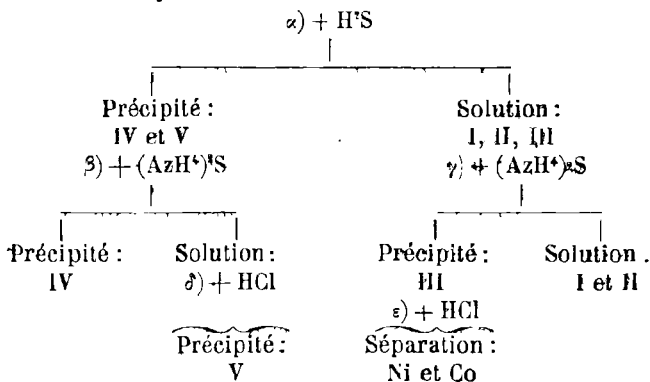 α) + H²S
Précipité : Solution :
IV et V I, II, III
β) + (AzH⁴)²S γ) + (AzH⁴)²S
Précipité : Solution : Précipité : Solution .
IV δ) + HCl III I et II
ε) + HCl
Précipité : Séparation :
V Ni et Co